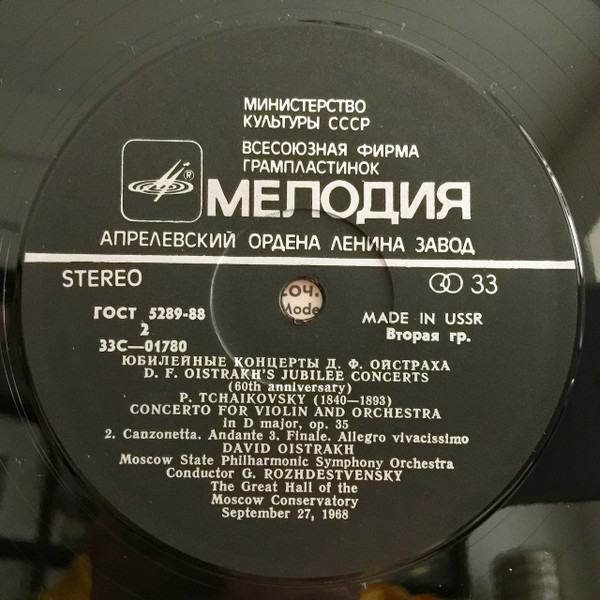 МИНИСТЕРСТВО
КУЛЬТУРЫ СССР
ВСЕСОЮЗНАЯ ФИРМА
ГРАМПЛАСТИНОК
®
МЕЛОДИЯ
АПРЕЛЕВСКИЙ ОРДЕНА ЛЕНИНА ЗАВОД
STEREO
33
ГОСТ 5289-88
2
33С—01780
MADE IN USSR
Вторая гр.
ЮБИЛЕЙНЫЕ КОНЦЕРТЫ Д. Ф. ОЙСТРАХА
D. F. OISTRAKH'S JUBILEE CONCERTS
(60th anniversary)
P. TCHAIKOVSKY (1840—1893)
CONCERTO FOR VIOLIN AND ORCHESTRA
in D major, op. 35
2. Canzonetta. Andante 3. Finale. Allegro vivacissimo
DAVID OISTRAKH
Moscow State Philharmonic Symphony Orchestra
Conductor G. ROZHDESTVENSKY
The Great Hall of the
Moscow Conservatory
September 27, 1968